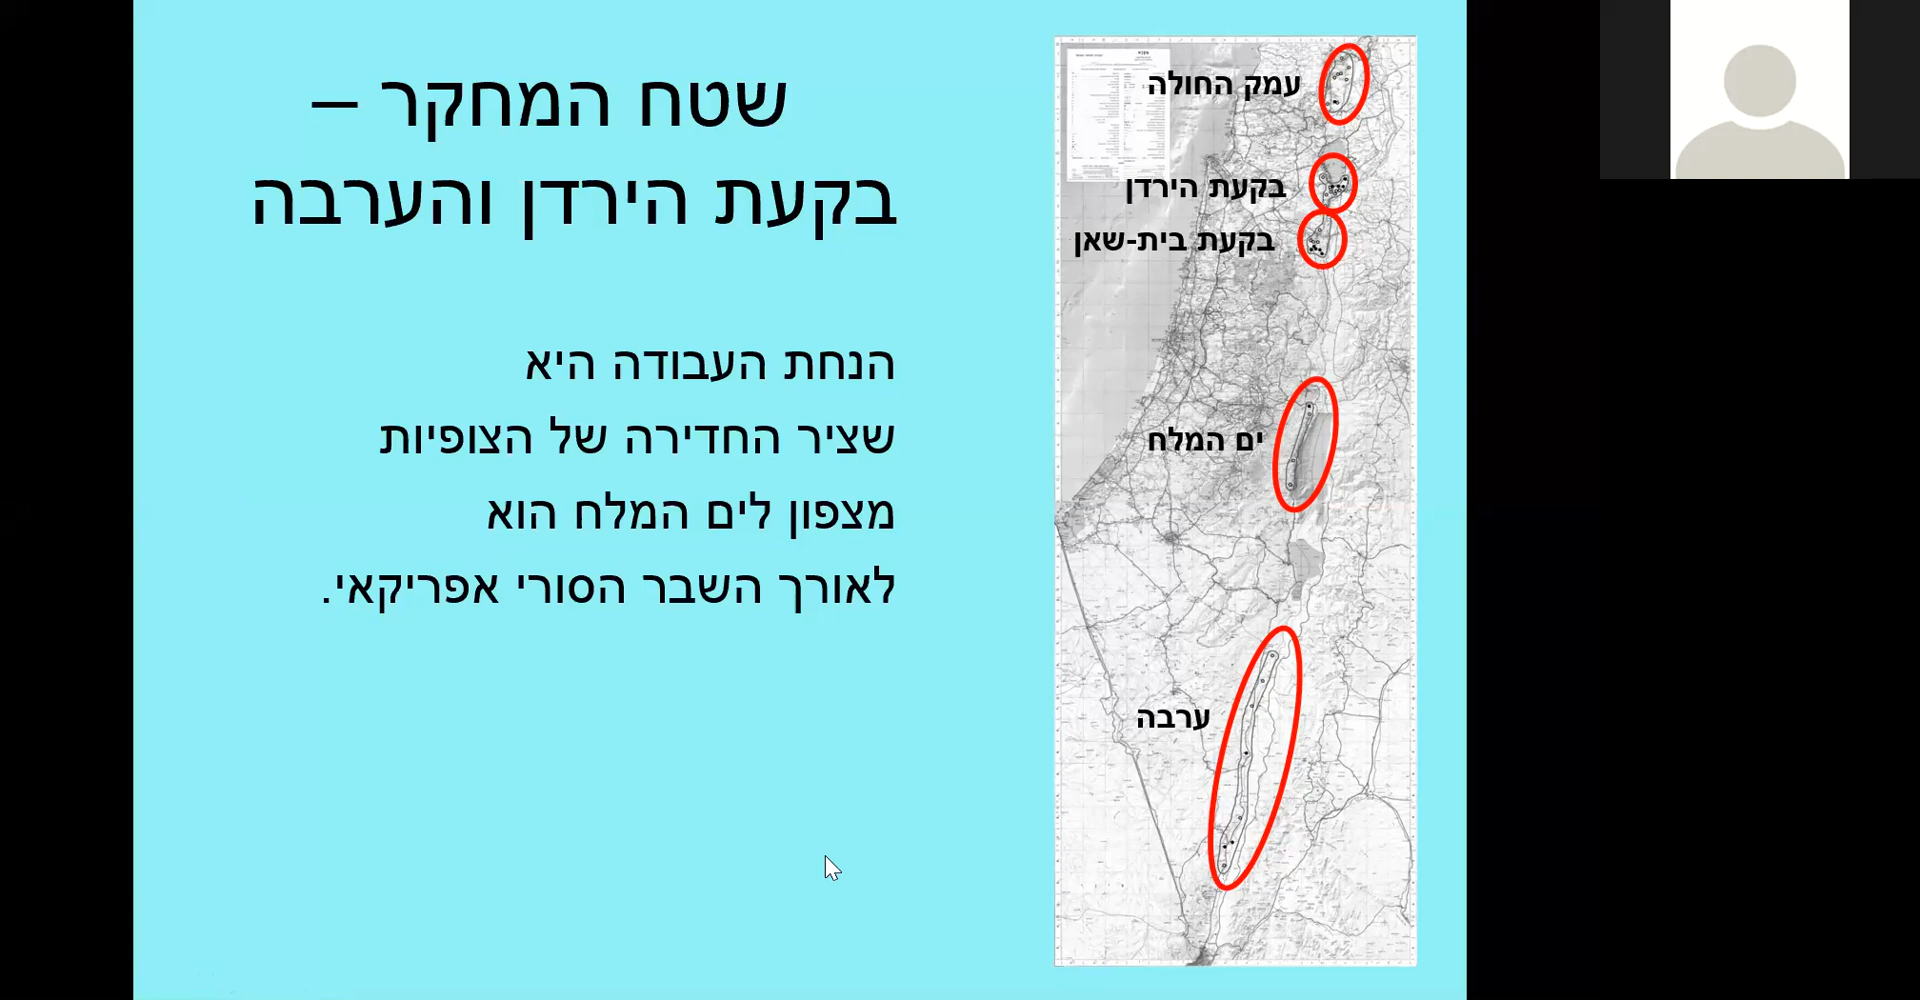 שטח המחקר –
בקעת הירדן והערבה
הנחת העבודה היא
שציר החדירה של הצופיות
מצפון לים המלח הוא
לאורך השבר הסורי אפריקאי.
עמק החולה
בקעת הירדן
בקעת בית-שאן
ים המלח
ערבה